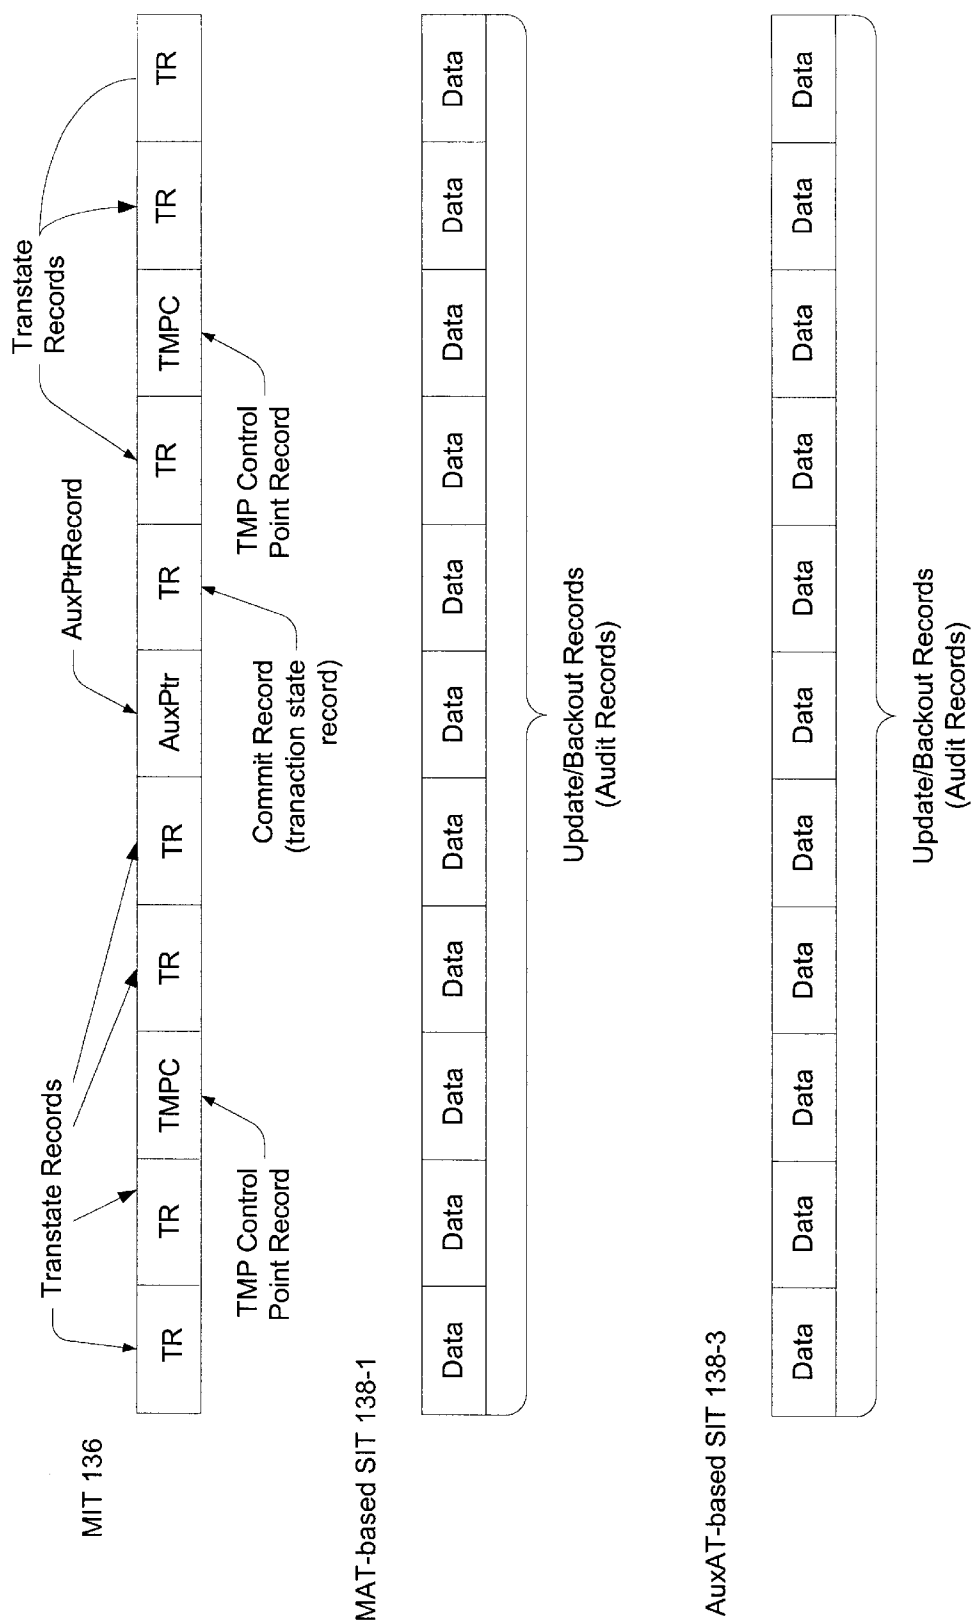 MIT 136
Transtate Records
AuxPtrRecord
Transtate
Records
TR TR TMPC TR TR AuxPtr TR TR TMPC TR TR
TMP Control
Point Record
Commit Record
(tranaction state
record)
TMP Control
Point Record
MAT-based SIT 138-1
Data Data Data Data Data Data Data Data Data Data Data
Update/Backout Records
(Audit Records)
AuxAT-based SIT 138-3
Data Data Data Data Data Data Data Data Data Data Data
Update/Backout Records
(Audit Records)